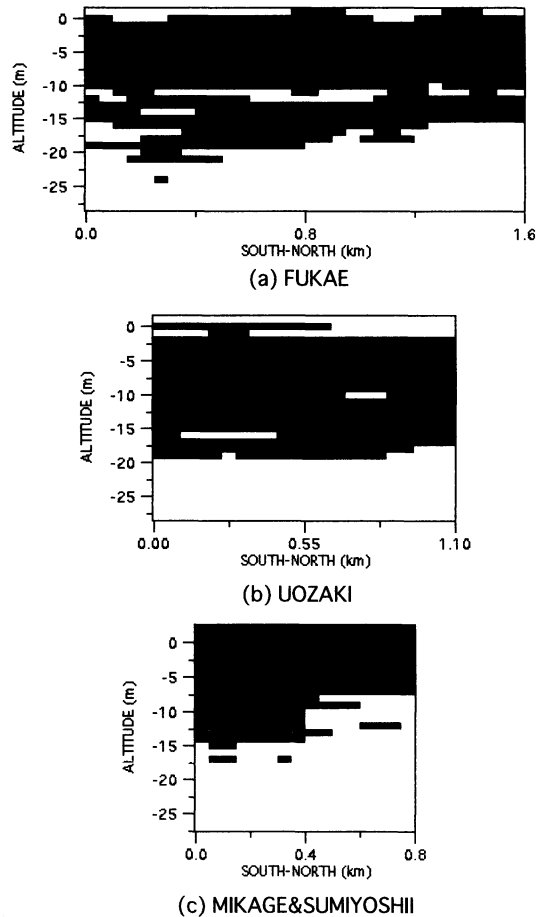 0
-5
-10
-15
-20
-25
ALTITUDE (m)
0.0 0.8 1.6
SOUTH-NORTH (km)
(a) FUKAE
0
-5
-10
-15
-20
-25
ALTITUDE (m)
0.00 0.55 1.10
SOUTH-NORTH (km)
(b) UOZAKI
0
-5
-10
-15
-20
-25
ALTITUDE (m)
0.0 0.4 0.8
SOUTH-NORTH (km)
(c) MIKAGE&SUMIYOSHII